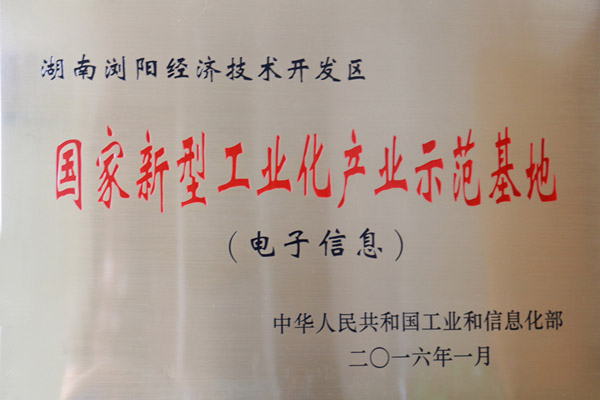 湖南浏阳经济技术开发区
国家新型工业化产业示范基地
（电子信息）
中华人民共和国工业和信息化部
二〇一六年一月